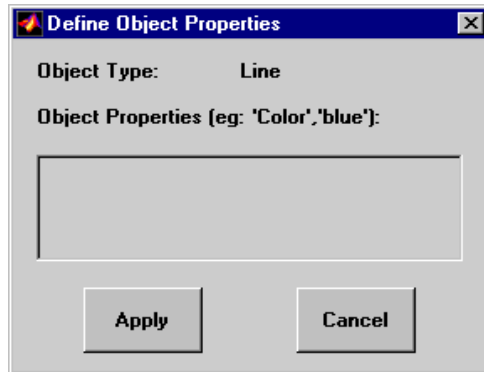 Define Object Properties
Object Type: Line
Object Properties (eg: 'Color','blue'):
Apply Cancel